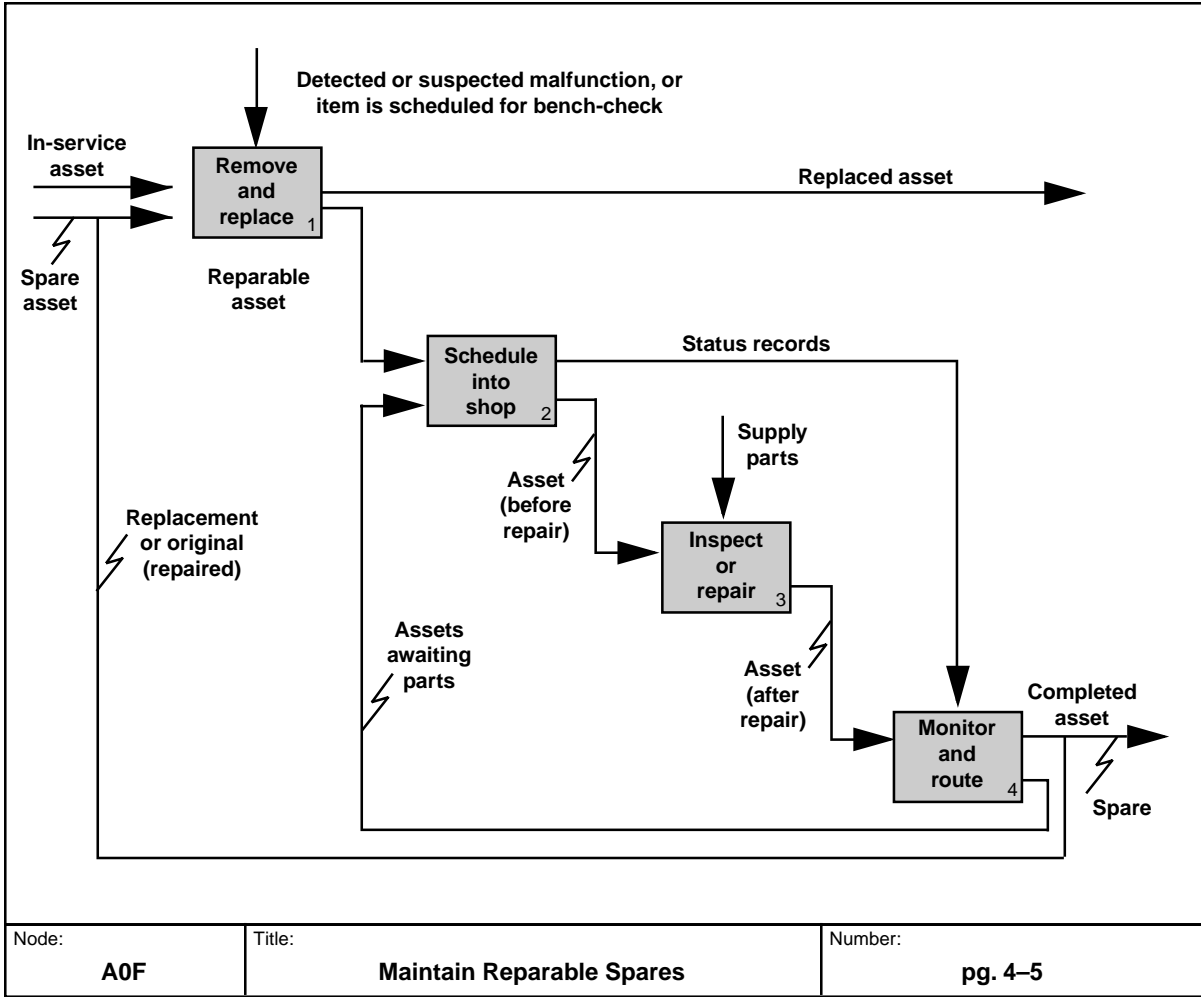 Detected or suspected malfunction, or
item is scheduled for bench-check
In-service
asset
Remove
and
replace
1
Replaced asset
Spare
asset
Reparable
asset
Schedule
into
shop
2
Status records
Supply
parts
Asset
(before
repair)
Replacement
or original
(repaired)
Inspect
or
repair
3
Assets
awaiting
parts
Asset
(after
repair)
Completed
asset
Monitor
and
route
4
Spare
Node:
A0F
Title:
Maintain Reparable Spares
Number:
pg. 4–5